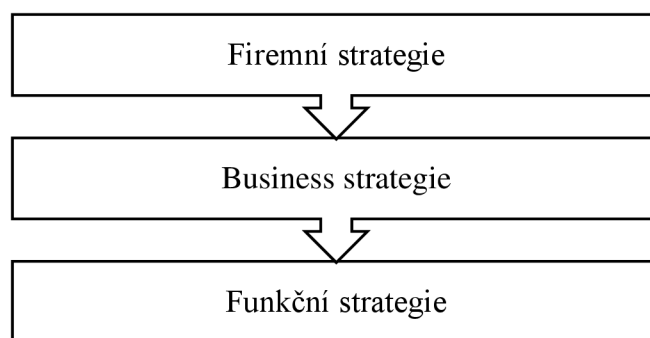 Firemní strategie
Business strategie
Funkční strategie